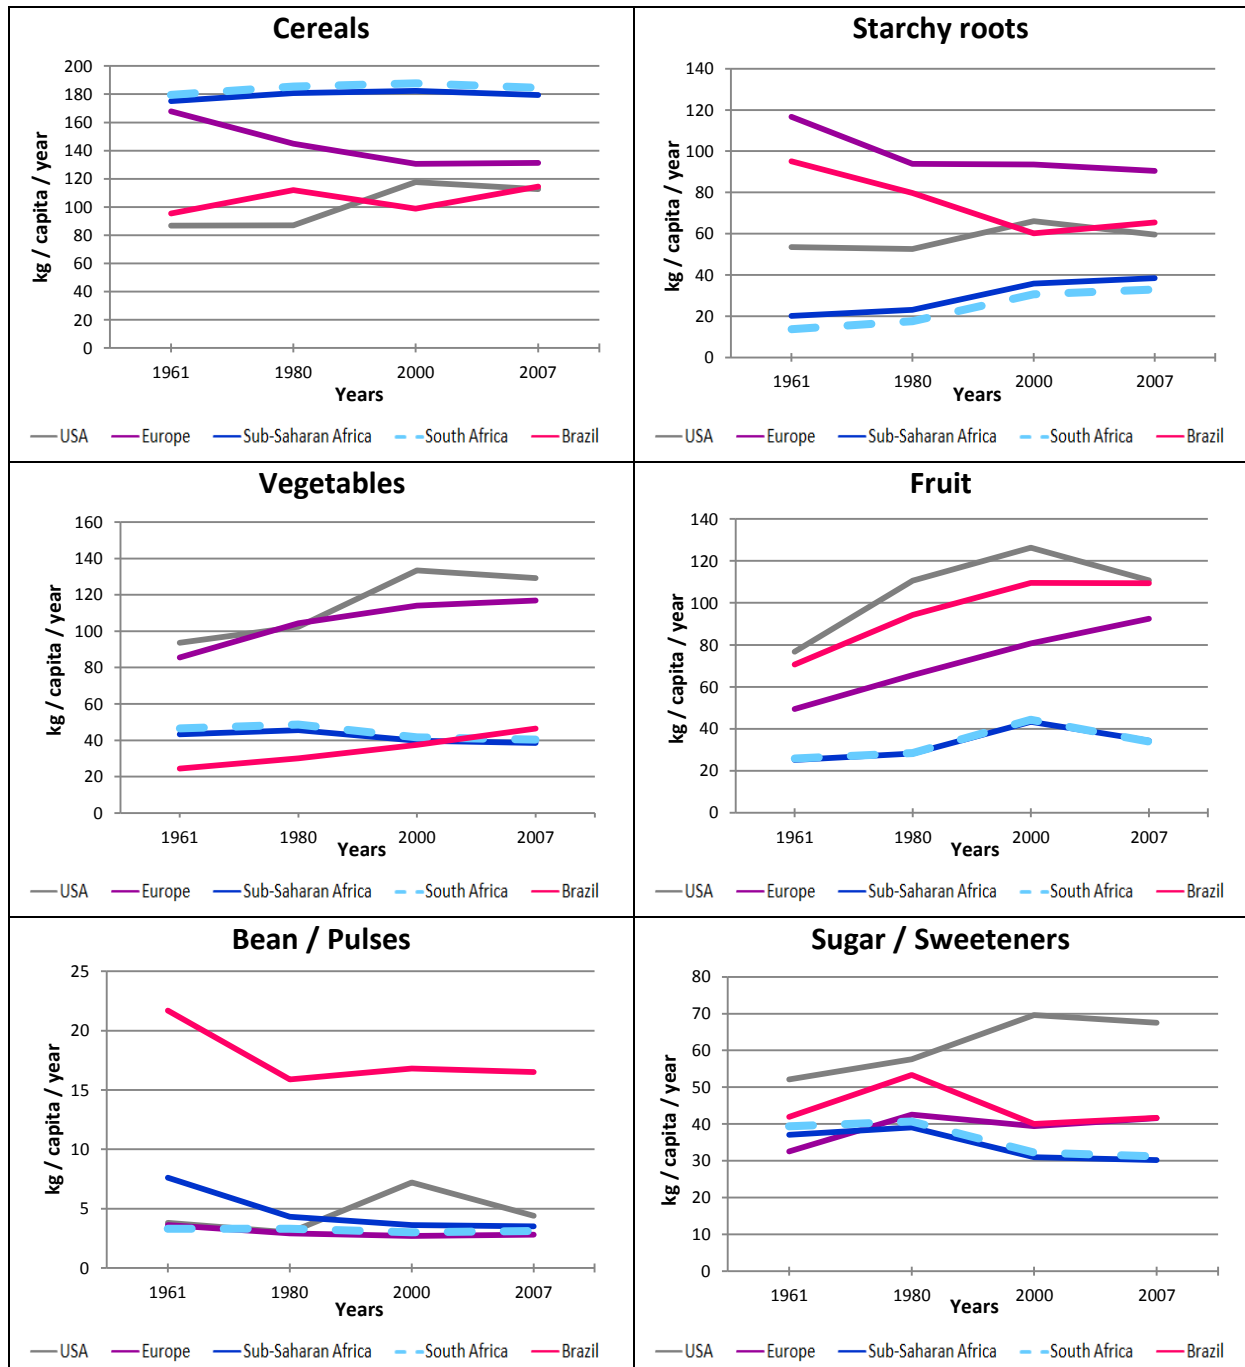 Cereals
200
180
160
140
120
100
80
60
40
20
0
kg / capita / year
1961 1980 2000 2007
Years
USA Europe Sub-Saharan Africa South Africa Brazil
Starchy roots
140
120
100
80
60
40
20
0
kg / capita / year
1961 1980 2000 2007
Years
USA Europe Sub-Saharan Africa South Africa Brazil
Vegetables
160
140
120
100
80
60
40
20
0
kg / capita / year
1961 1980 2000 2007
Years
USA Europe Sub-Saharan Africa South Africa Brazil
Fruit
140
120
100
80
60
40
20
0
kg / capita / year
1961 1980 2000 2007
Years
USA Europe Sub-Saharan Africa South Africa Brazil
Bean / Pulses
25
20
15
10
5
0
kg / capita / year
1961 1980 2000 2007
Years
USA Europe Sub-Saharan Africa South Africa Brazil
Sugar / Sweeteners
80
70
60
50
40
30
20
10
0
kg / capita / year
1961 1980 2000 2007
Years
USA Europe Sub-Saharan Africa South Africa Brazil